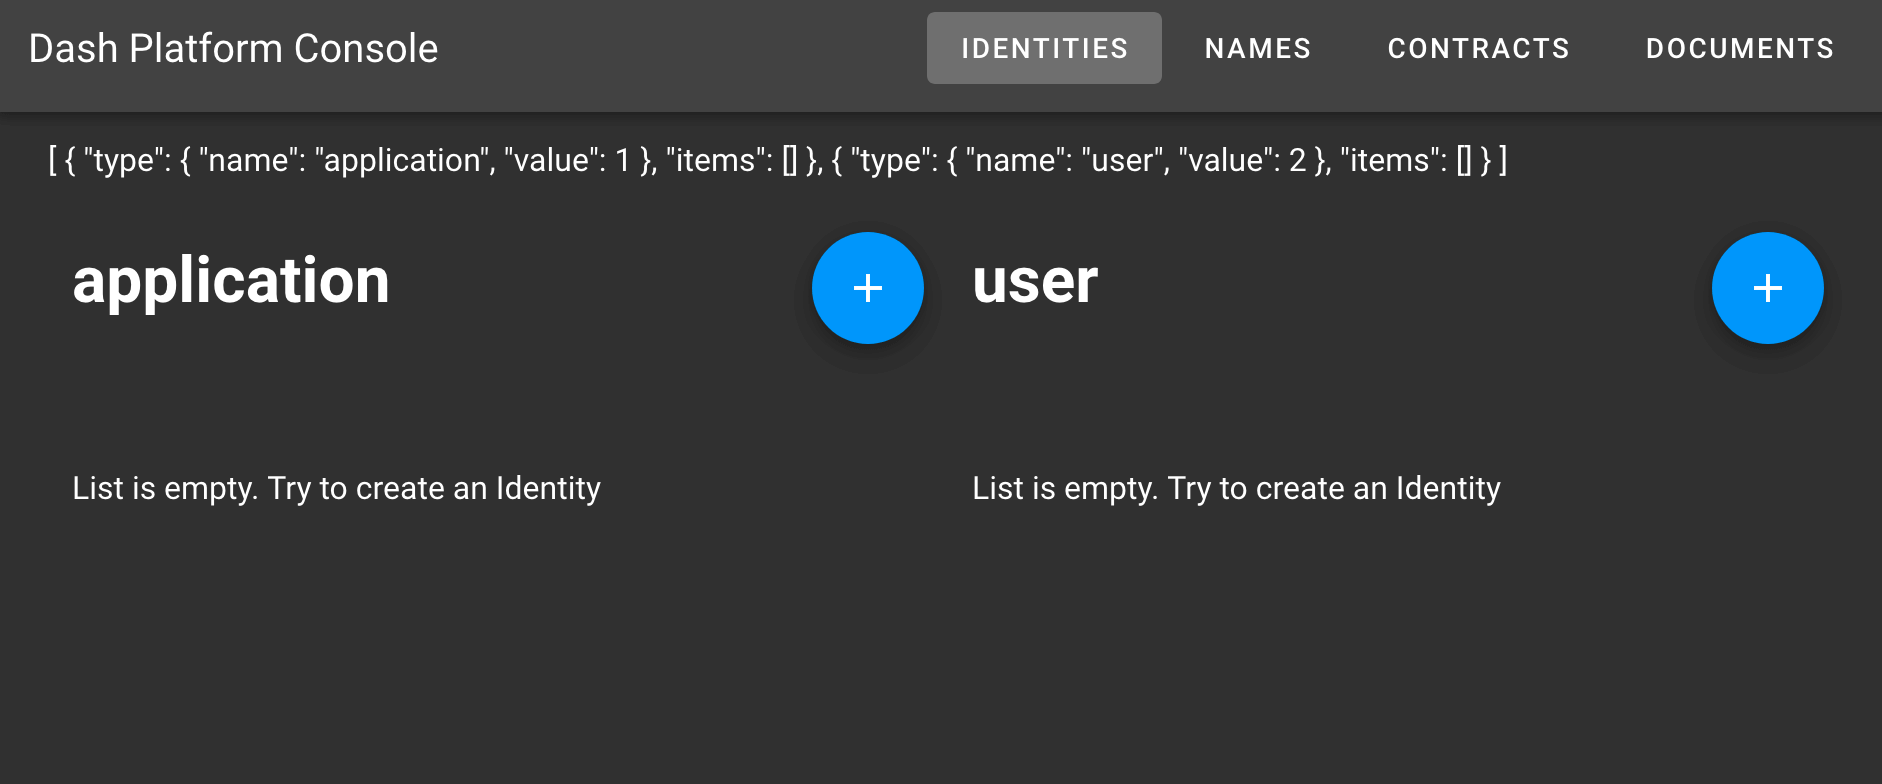 Dash Platform Console
IDENTITIES NAMES CONTRACTS DOCUMENTS
[ { "type": { "name": "application", "value": 1 }, "items": [] }, { "type": { "name": "user", "value": 2 }, "items": [] } ]
application
+
user
+
List is empty. Try to create an Identity
List is empty. Try to create an Identity